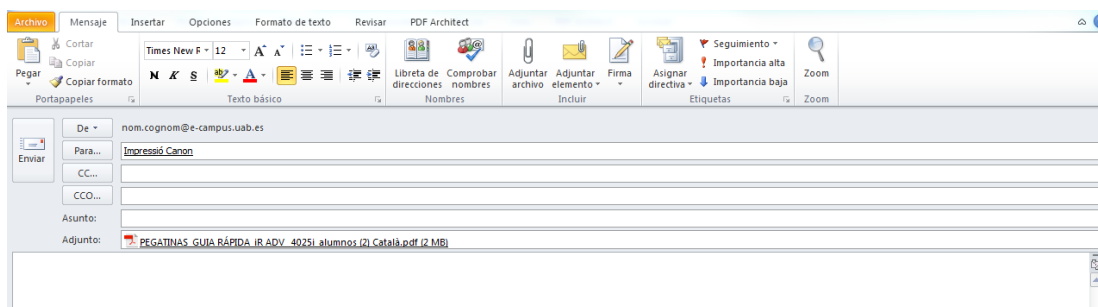 Archivo Mensaje Insertar Opciones Formato de texto Revisar PDF Architect
Pegar
Cortar
Copiar
Copiar formato
Portapapeles
Times New F 12
N K S
Texto básico
Libreta de direcciones
Comprobar nombres
Nombres
Adjuntar archivo
Adjuntar elemento
Firma
Incluir
Asignar directiva
Seguimiento
Importancia alta
Importancia baja
Etiquetas
Zoom
Zoom
Enviar
De nom.cognom@e-campus.uab.es
Para... Impressió Canon
CC...
CCO...
Asunto:
Adjunto: PEGATINAS GUIA RÁPIDA iR ADV 4025i alumnos (2) Català.pdf (2 MB)